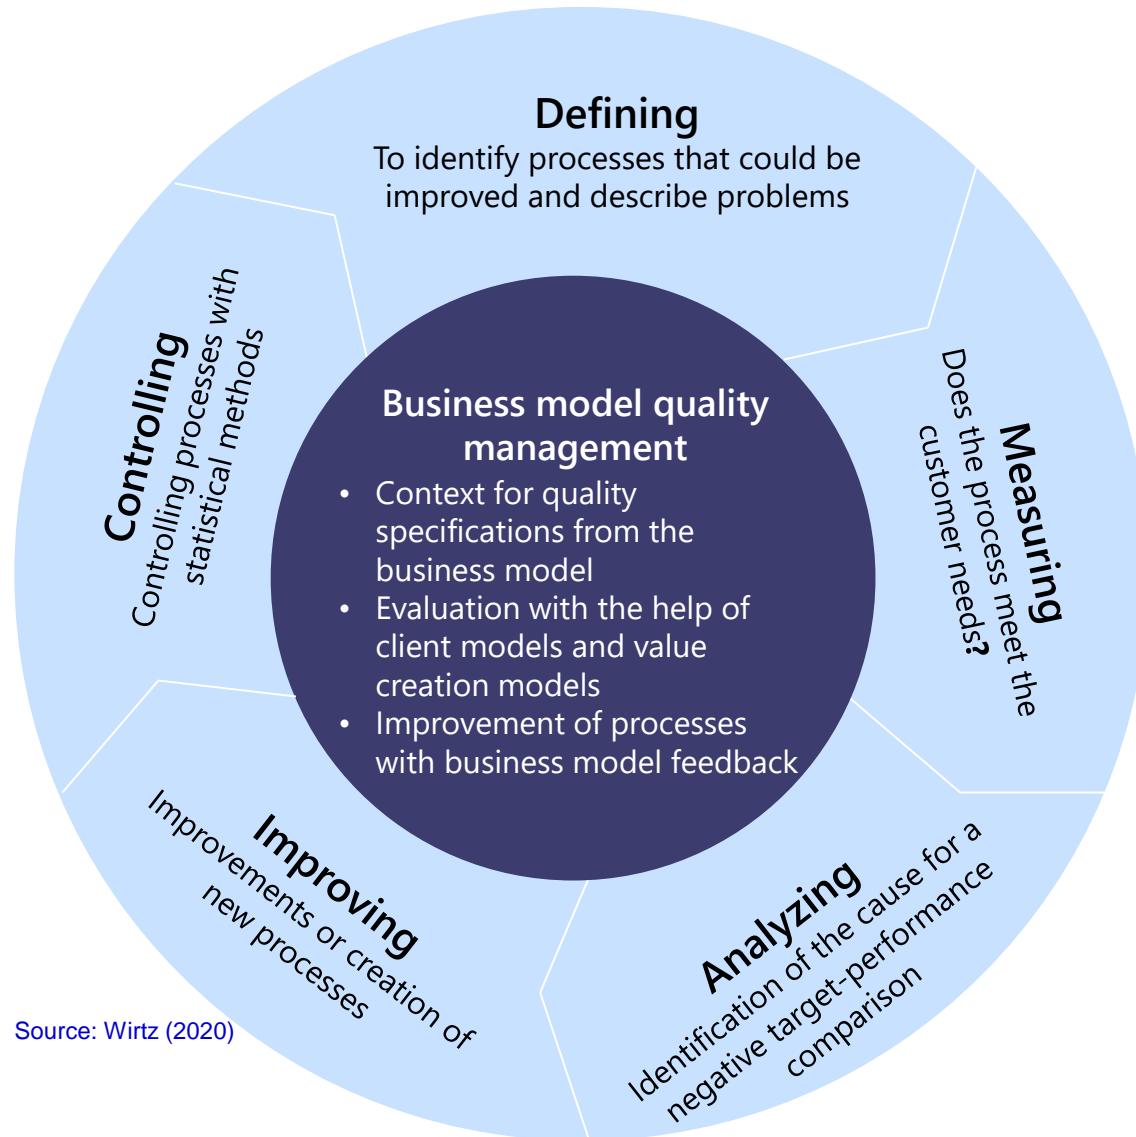 Defining
To identify processes that could be
improved and describe problems
Measuring
Does the process meet the
customer needs?
Analyzing
Identification of the cause for a
negative target-performance
comparison
Improving
Improvements or creation of
new processes
Controlling
Controlling processes with
statistical methods
Business model quality
management
• Context for quality
specifications from the
business model
• Evaluation with the help of
client models and value
creation models
• Improvement of processes
with business model feedback
Source: Wirtz (2020)